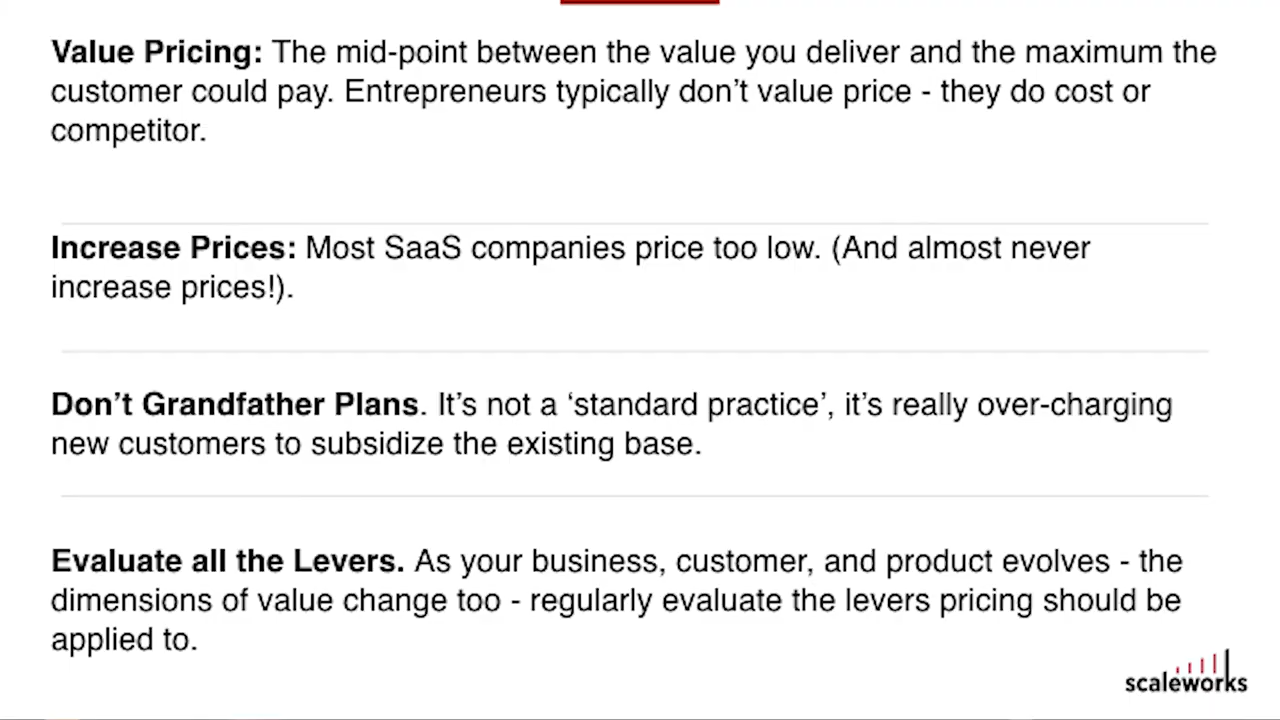 Value Pricing: The mid-point between the value you deliver and the maximum the
customer could pay. Entrepreneurs typically don’t value price - they do cost or
competitor.
Increase Prices: Most SaaS companies price too low. (And almost never
increase prices!).
Don’t Grandfather Plans. It’s not a ‘standard practice’, it’s really over-charging
new customers to subsidize the existing base.
Evaluate all the Levers. As your business, customer, and product evolves - the
dimensions of value change too - regularly evaluate the levers pricing should be
applied to.
scaleworks